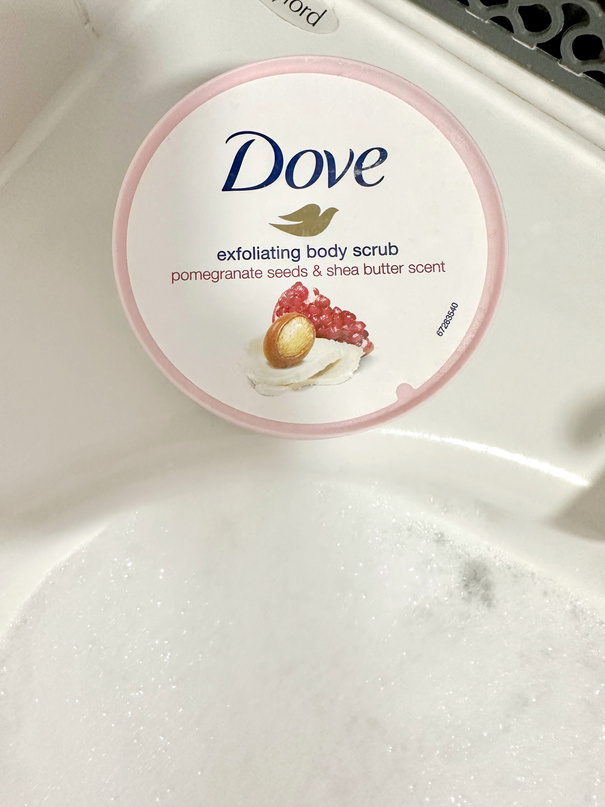 Dove
exfoliating body scrub
pomegranate seeds & shea butter scent
67283540